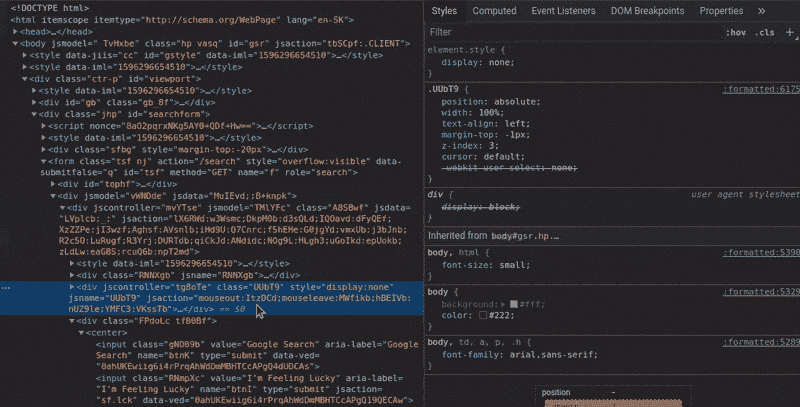 <!DOCTYPE html>
<html itemscope itemtype="http://schema.org/WebPage" lang="en-SK">
<head>…</head>
<body jsmodel=" TvHxbe" class="hp vasq" id="gsr" jsaction="tbSCpf:.CLIENT">
<style data-jiis="cc" id="gstyle" data-iml="1596296654510">…</style>
<style data-iml="1596296654510">…</style>
<div class="ctr-p" id="viewport">
<style data-iml="1596296654510">…</style>
<div id="gb" class="gb_8f">…</div>
<div class="jhp" id="searchform">
<script nonce="8aO2pqrxNKg5AY0+QDf+Hw==">…</script>
<style data-iml="1596296654510">…</style>
<div class="sfbg" style="margin-top:-20px">…</div>
<form class="tsf nj" action="/search" style="overflow:visible" data-
submitfalse="q" id="tsf" method="GET" name="f" role="search">
<div id="tophf">…</div>
<div jsmodel="vWNDde" jsdata="MuIEvd;;B+knpk">
<div jscontroller="mvYTse" jsmodel="TMlYFc" class="A8SBwf" jsdata=
"LVplcb;_;" jsaction="lX6RWd:w3Wsmc;DkpM0b:d3sQLd;IQOavd:dFyQEf;
XzZZPe:jI3wzf;Aghsf:AVsnlb;iHd9U:Q7Cnrc;f5hEHe:G0jgYd;vmxUb:j3bJnb;
R2c5O:LuRugf;R3Yrj:DURTdb;qiCkJd:ANdidc;NOg9L:HLgh3;uGoIkd:epUokb;
zLdLw:eaGBS;rcuQ6b:npT2md">
<style data-iml="1596296654510">…</style>
<div class="RNNXgb" jsname="RNNXgb">…</div>
<div jscontroller="tg8oTe" class="UUbT9" style="display:none"
jsname="UUbT9" jsaction="mouseout:ItzDCd;mouseleave:MWfikb;hBEIVb:
nUZ9le;YMFC3:VKssTb">…</div> == $0
<div class="FPdoLc tfB0Bf">
<center>
<input class="gNO89b" value="Google Search" aria-label="Google
Search" name="btnK" type="submit" data-ved=
"0ahUKEwiig6i4rPrqAhWdDmMBHTCcAPgQ4dUDCAs">
<input class="RNmpXc" value="I'm Feeling Lucky" aria-label=
"I'm Feeling Lucky" name="btnI" type="submit" jsaction=
"sf.lck" data-ved="0ahUKEwiig6i4rPrqAhWdDmMBHTCcAPgQ19QECAw">
Styles Computed Event Listeners DOM Breakpoints Properties »
Filter :hov .cls +
element.style {
display: none;
}
.UUbT9 { :formatted:6175
position: absolute;
width: 100%;
text-align: left;
margin-top: -1px;
z-index: 3;
cursor: default;
-webkit-user-select: none;
}
div { user agent stylesheet
display: block;
}
Inherited from body#gsr.hp.…
body, html { :formatted:5390
font-size: small;
}
body { :formatted:5329
background: #fff;
color: #222;
}
body, td, a, p, .h { :formatted:5289
font-family: arial,sans-serif;
}
position